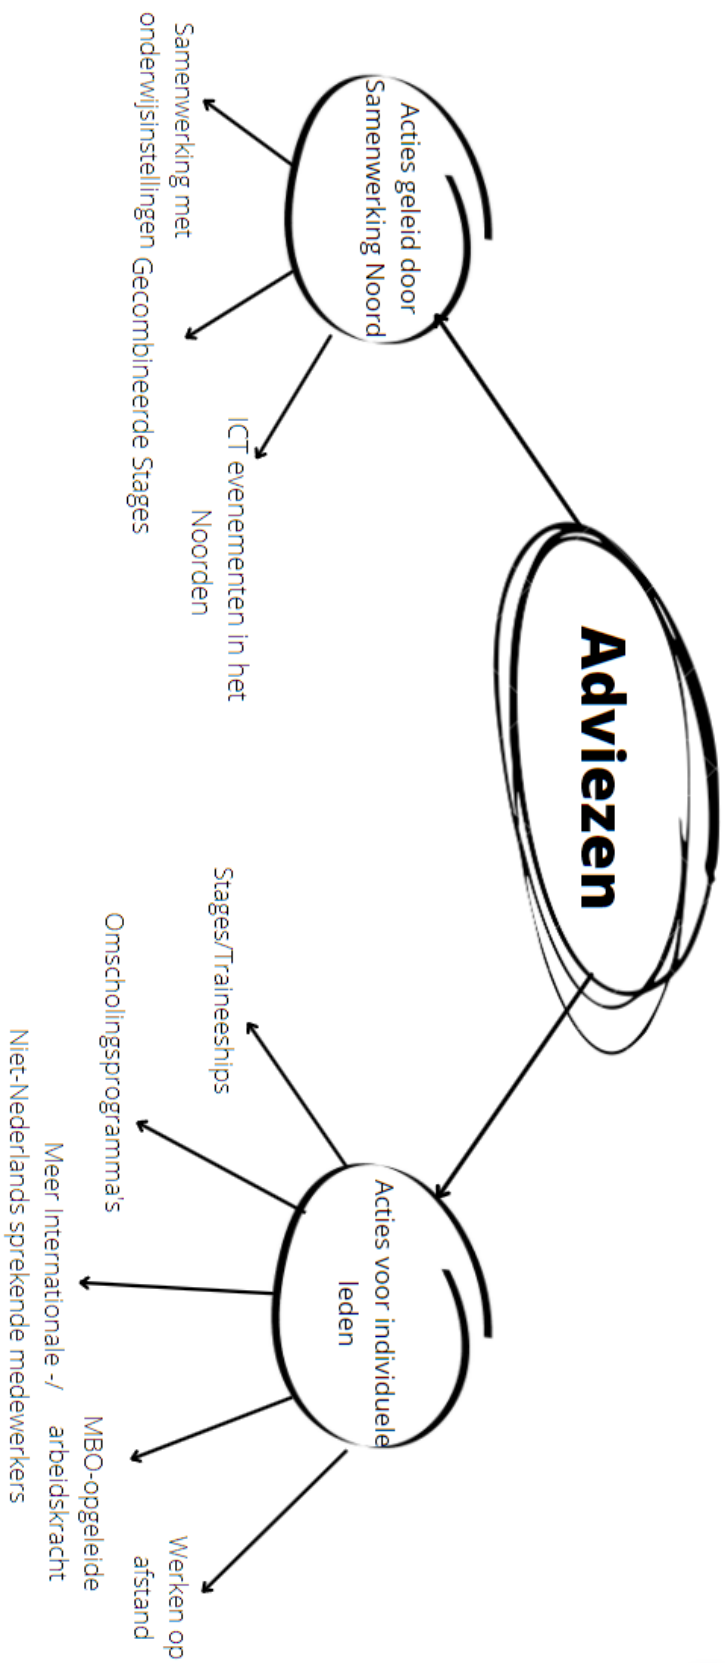 Adviezen
Acties geleid door
Samenwerking Noord
Samenwerking met
onderwijsinstellingen
Gecombineerde Stages
ICT evenementen in het
Noorden
Acties voor individuele
leden
Stages/Traineeships
Omscholingsprogramma's
Meer Internationale -/
Niet-Nederlands sprekende medewerkers
MBO-opgeleide
arbeidskracht
Werken op
afstand